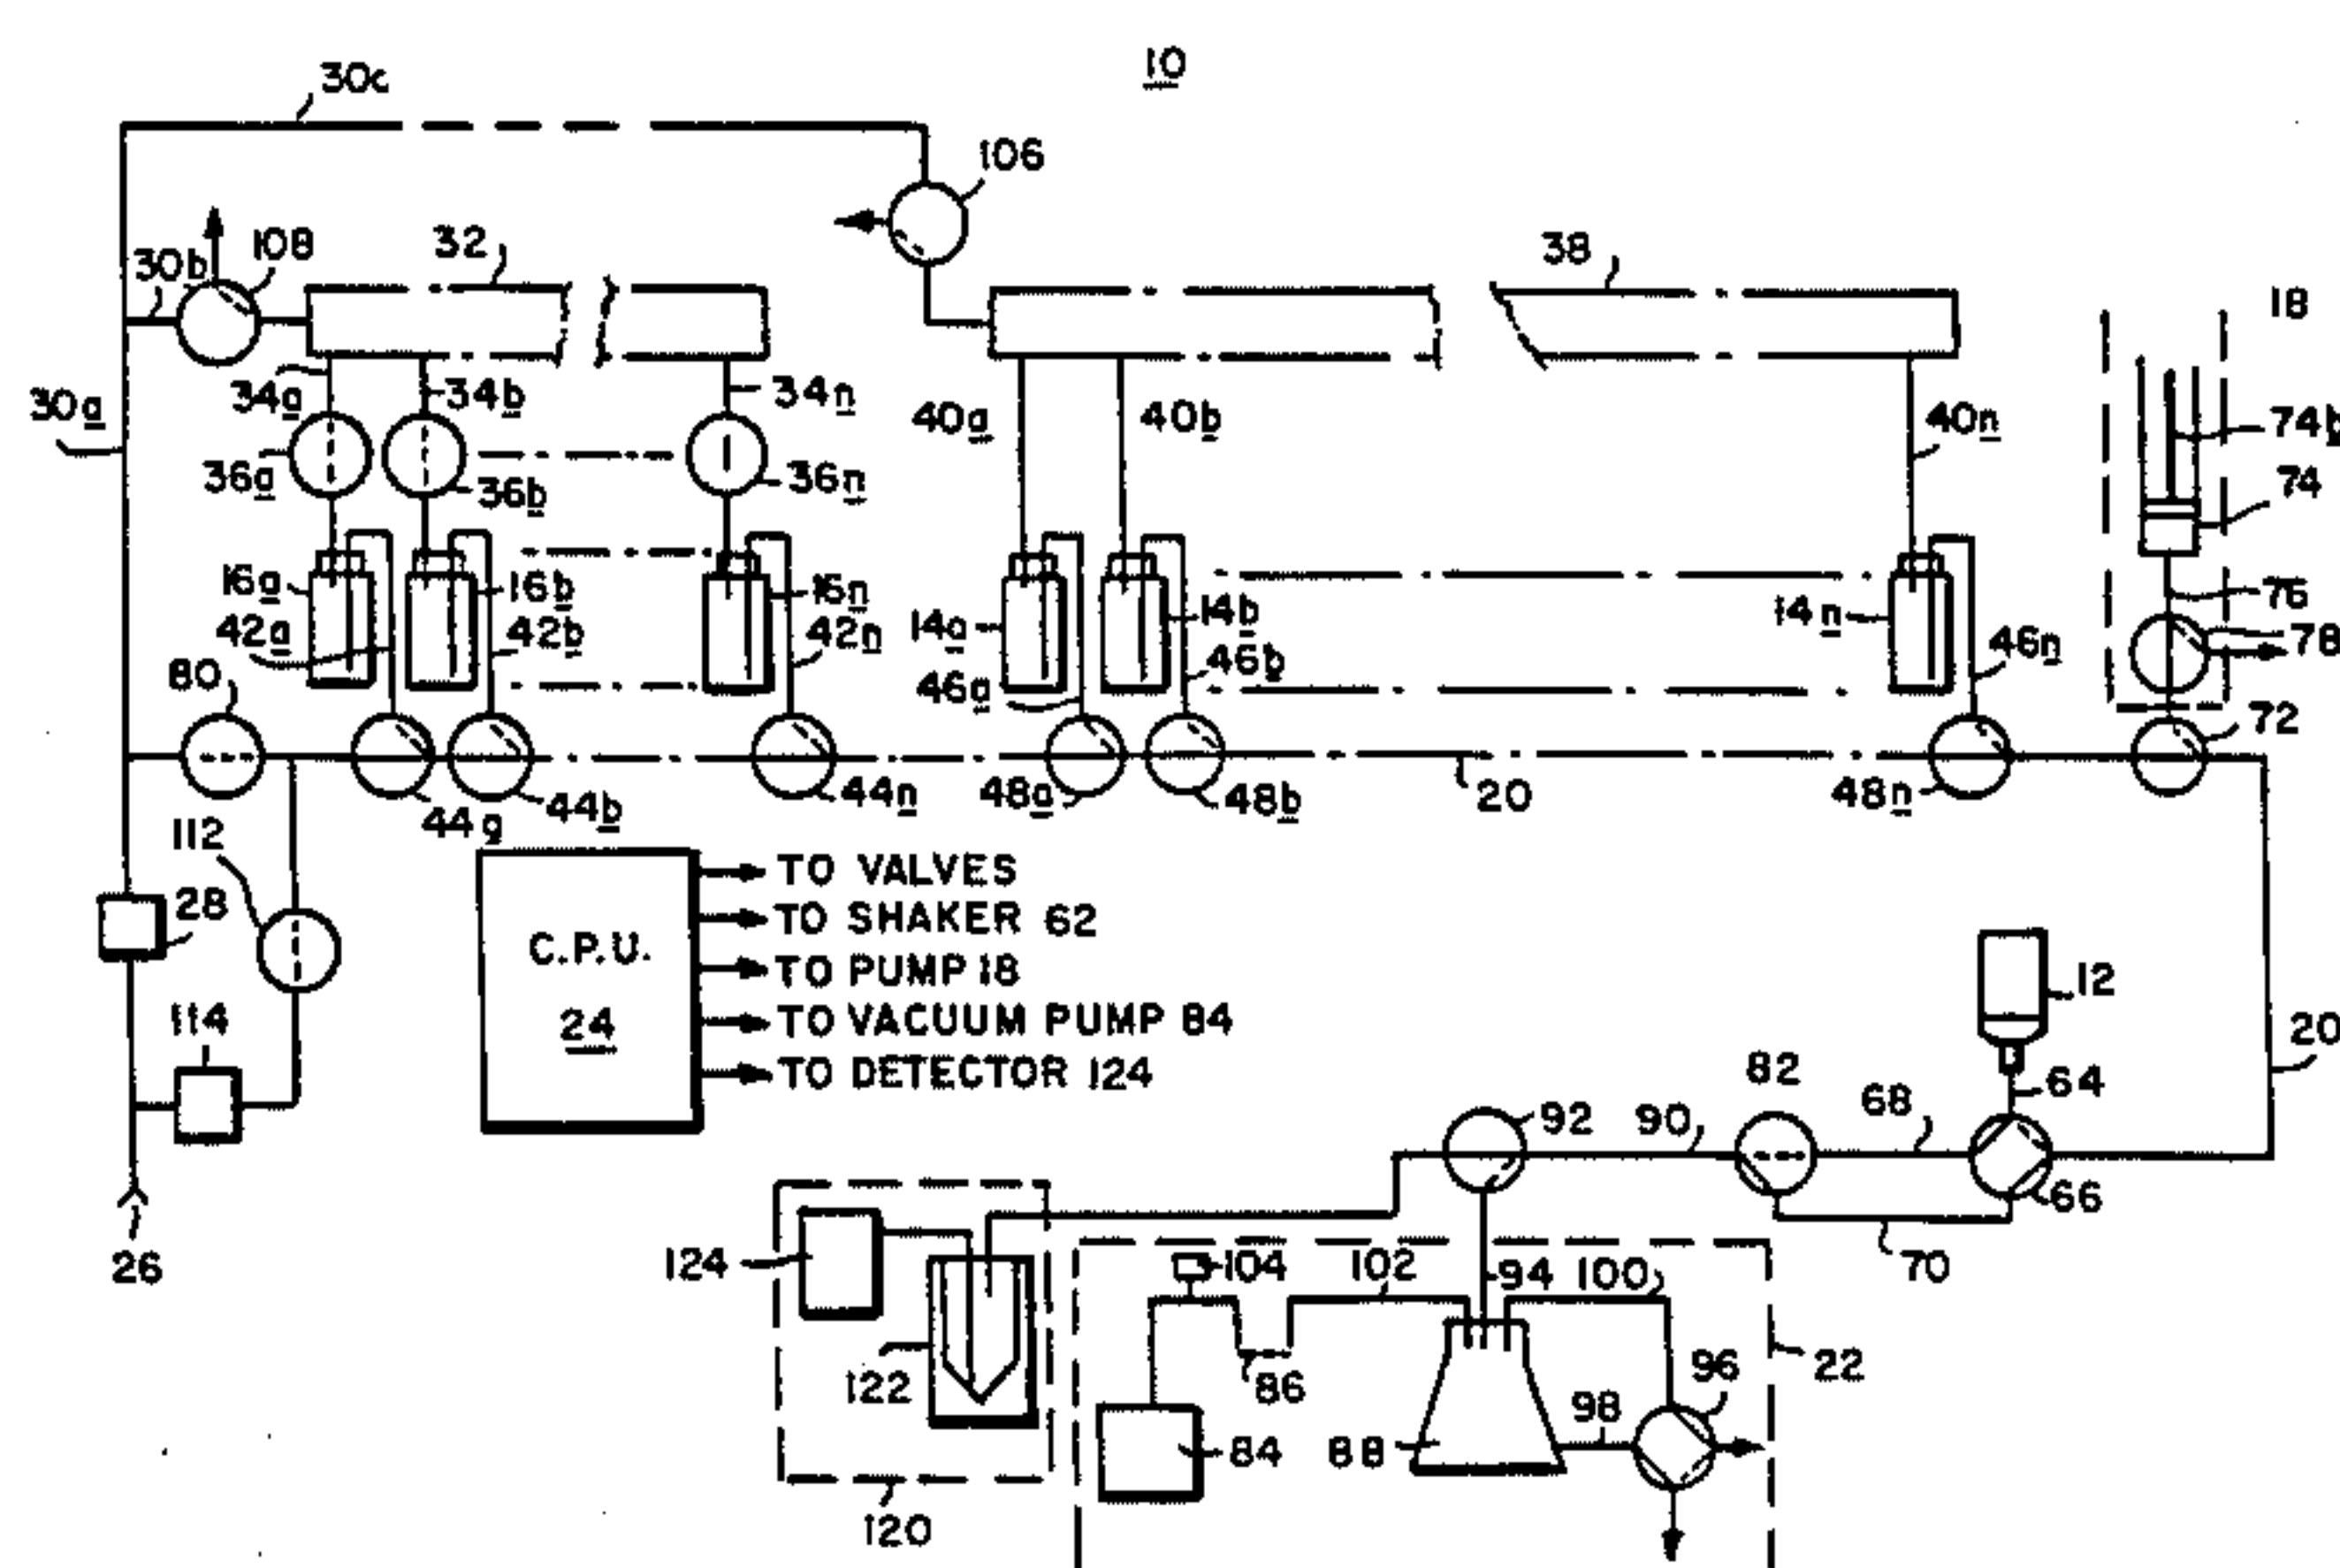 10
30c
106
108
32
38
18
30b
34a
34b
34n
30a
40a
40b
40n
74b
36a
36b
36n
74
16a
16b
16n
14a
14b
14n
76
78
42a
42b
42n
46a
46b
46n
80
72
44a
44b
44n
48a
48b
20
48n
112
28
C.P.U.
24
TO VALVES
TO SHAKER 62
TO PUMP 18
TO VACUUM PUMP 84
TO DETECTOR 124
12
114
20
82
64
92
90
68
66
26
124
104
102
94
100
70
122
86
96
22
98
84
88
120